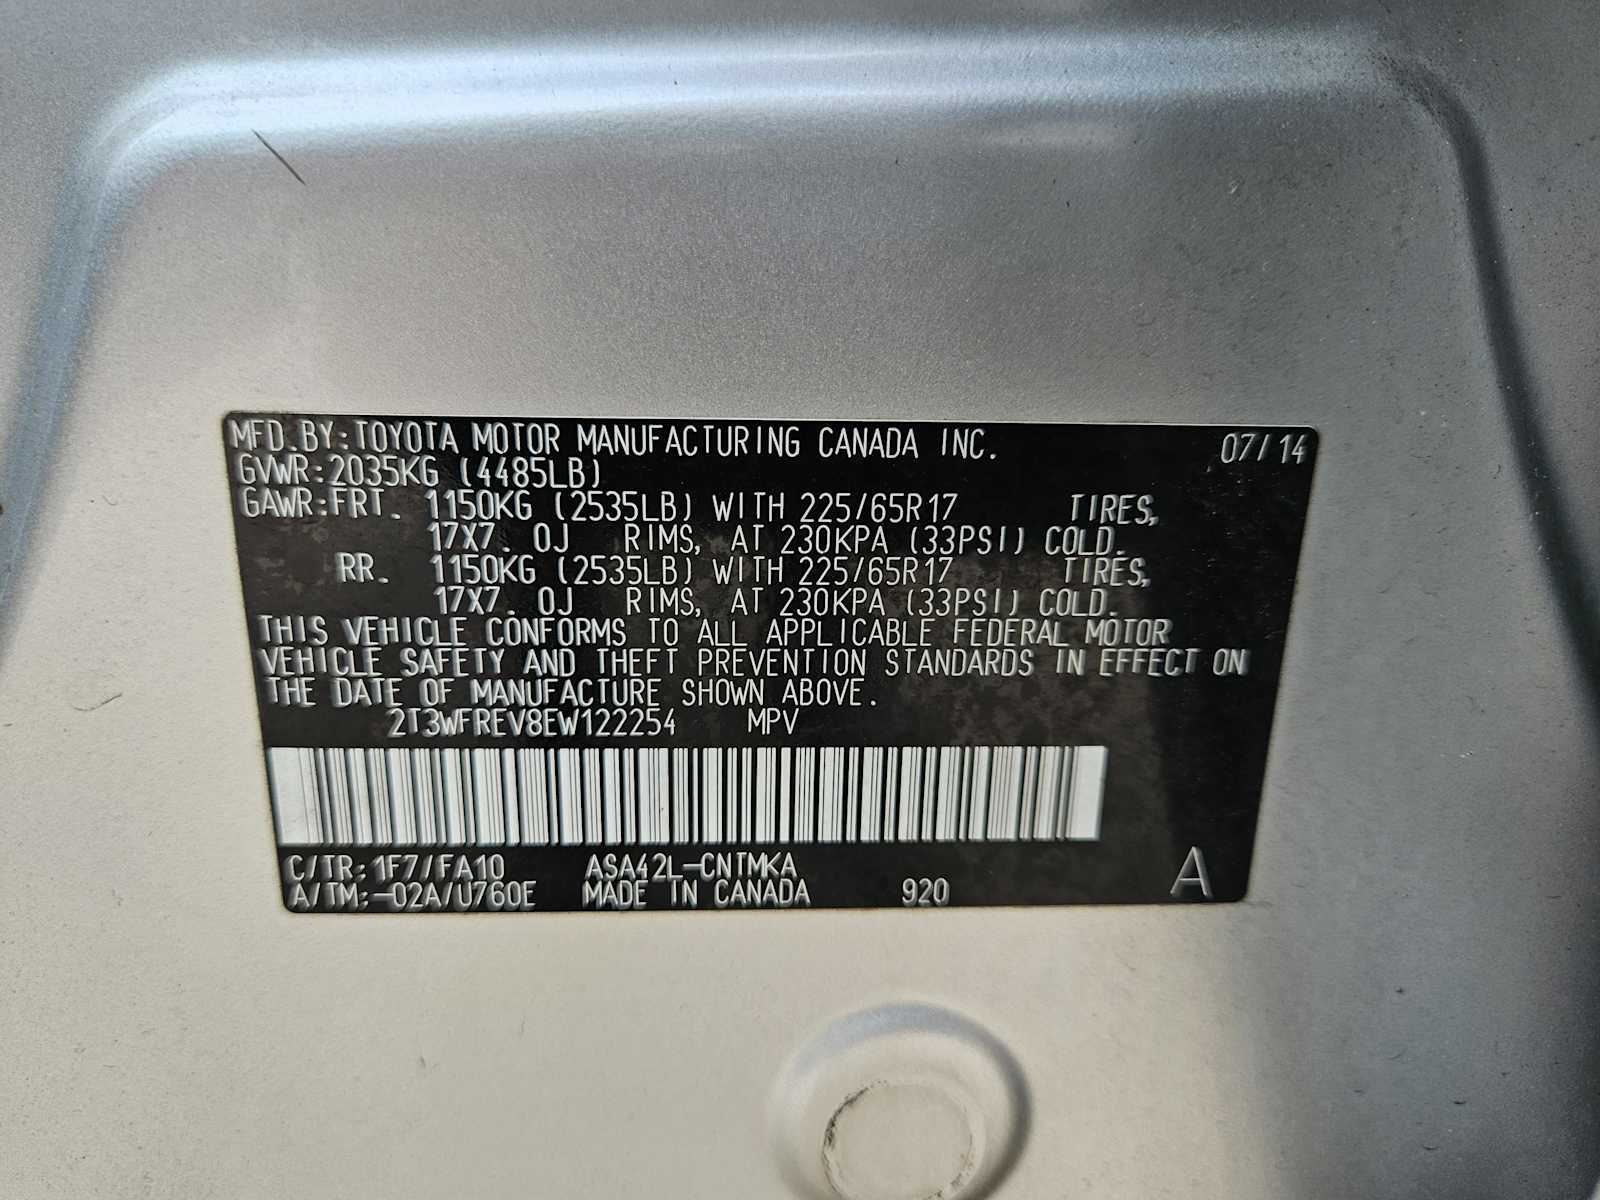 MFD. BY: TOYOTA MOTOR MANUFACTURING CANADA INC. 07/14
GVWR: 2035KG (4485LB)
GAWR: FRT. 1150KG (2535LB) WITH 225/65R17 TIRES,
17X7. 0J RIMS, AT 230KPA (33PSI) COLD.
RR. 1150KG (2535LB) WITH 225/65R17 TIRES,
17X7. 0J RIMS, AT 230KPA (33PSI) COLD.
THIS VEHICLE CONFORMS TO ALL APPLICABLE FEDERAL MOTOR
VEHICLE SAFETY AND THEFT PREVENTION STANDARDS IN EFFECT ON
THE DATE OF MANUFACTURE SHOWN ABOVE.
2T3WFREV8EW122254 MPV
C/TR: 1F7/FA10 ASA42L-CNTMKA
A/TM: -02A/U760E MADE IN CANADA 920 A